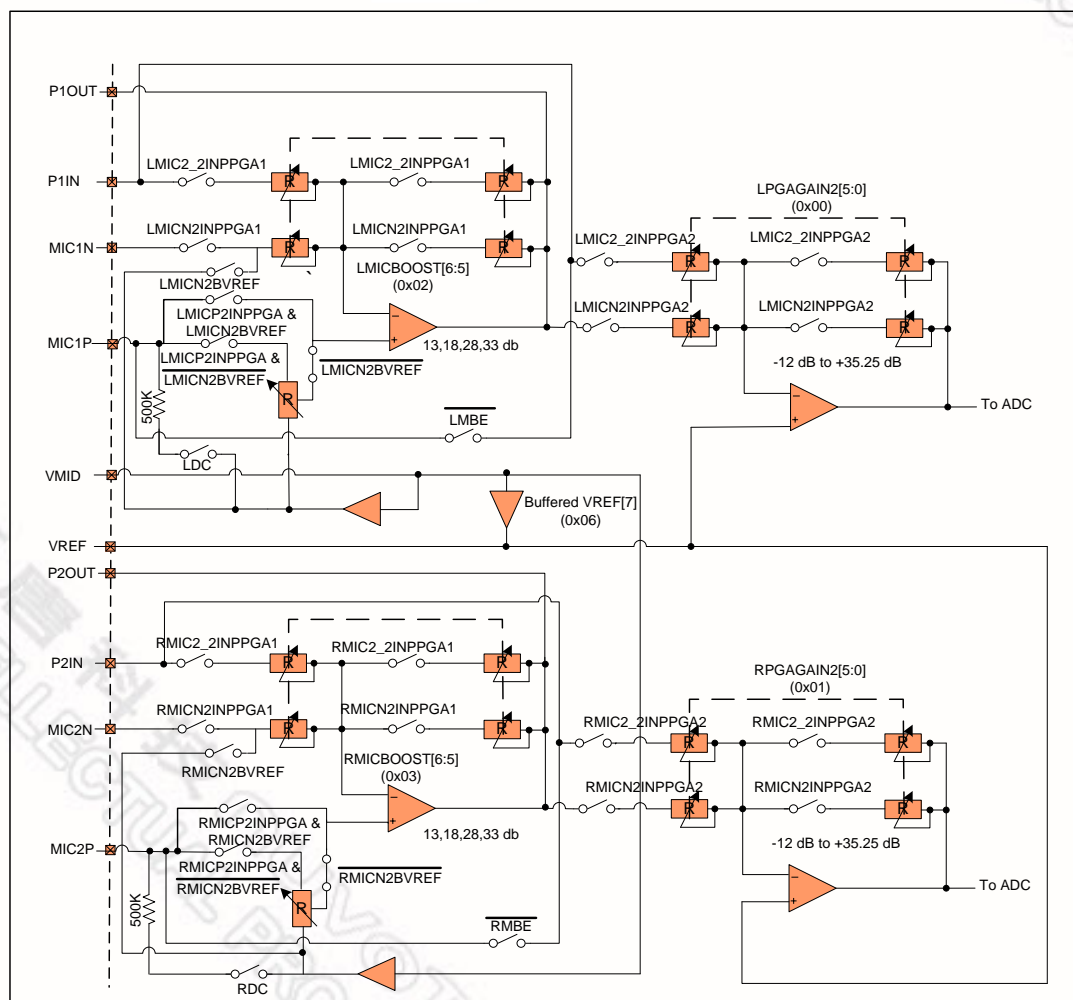 P1OUT
P1IN
LMIC2_2INPPGA1
R
LMIC2_2INPPGA1
R
MIC1N
LMICN2INPPGA1
R
LMICN2INPPGA1
R
LMICN2BVREF
LMICBOOST[6:5]
(0x02)
LMICP2INPPGA &
LMICN2BVREF
13,18,28,33 db
MIC1P
LMICP2INPPGA &
LMICN2BVREF
R
LMICN2BVREF
500K
LDC
LMBE
LPGAGAIN2[5:0]
(0x00)
LMIC2_2INPPGA2
R
LMIC2_2INPPGA2
R
LMICN2INPPGA2
R
LMICN2INPPGA2
R
-12 dB to +35.25 dB
To ADC
VMID
Buffered VREF[7]
(0x06)
VREF
P2OUT
P2IN
RMIC2_2INPPGA1
R
RMIC2_2INPPGA1
R
MIC2N
RMICN2INPPGA1
R
RMICN2INPPGA1
R
RMICN2BVREF
RMICBOOST[6:5]
(0x03)
RMICP2INPPGA &
RMICN2BVREF
13,18,28,33 db
MIC2P
RMICP2INPPGA &
RMICN2BVREF
R
RMICN2BVREF
500K
RDC
RMBE
RPGAGAIN2[5:0]
(0x01)
RMIC2_2INPPGA2
R
RMIC2_2INPPGA2
R
RMICN2INPPGA2
R
RMICN2INPPGA2
R
-12 dB to +35.25 dB
To ADC